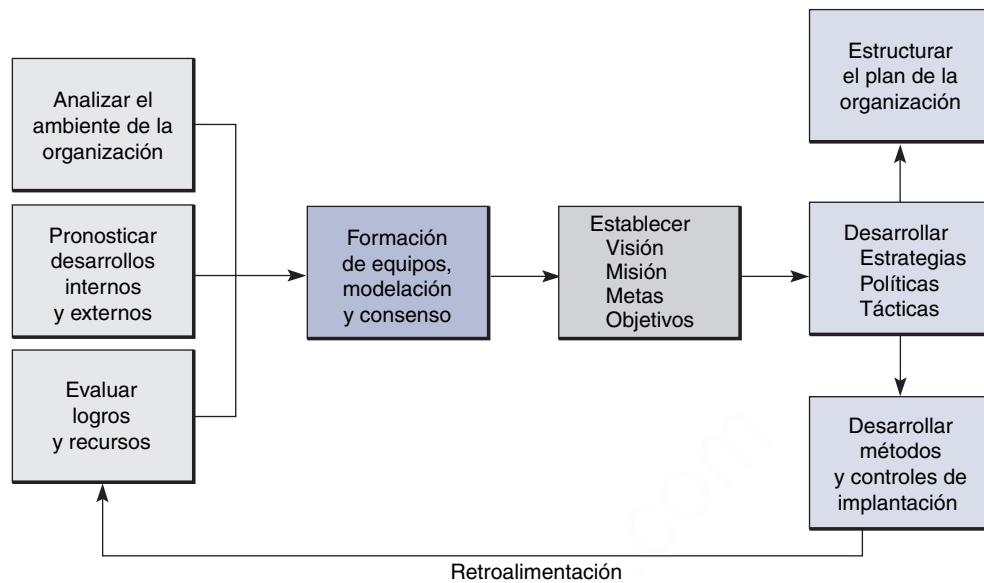 Analizar el
ambiente de la
organización
Pronosticar
desarrollos
internos
y externos
Evaluar
logros
y recursos
Formación
de equipos,
modelación
y consenso
Establecer
Visión
Misión
Metas
Objetivos
Estructurar
el plan de la
organización
Desarrollar
Estrategias
Políticas
Tácticas
Desarrollar
métodos
y controles de
implantación
Retroalimentación
.com